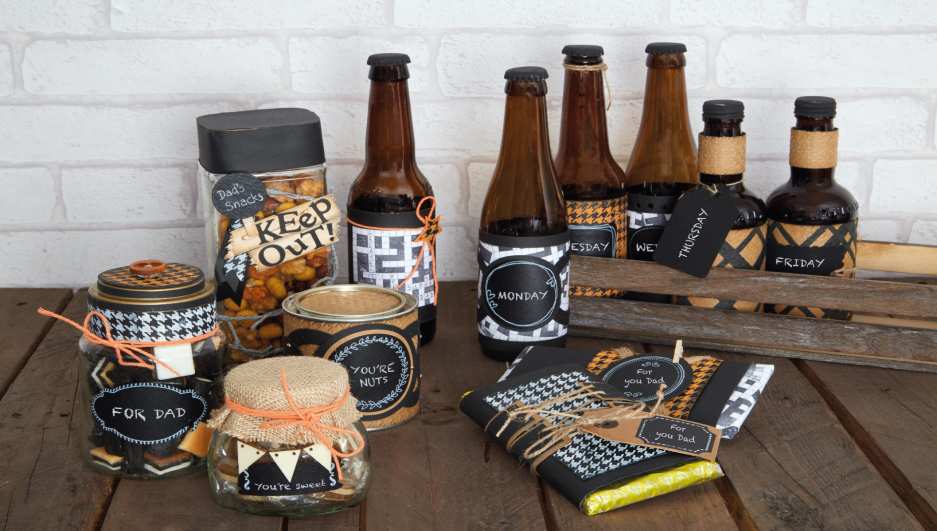 Dad's
Snacks
KEEP
OUT!
FOR DAD
YOU'RE
NUTS
You're sweet
MONDAY
ESDAY
WE
THURSDAY
FRIDAY
For
you Dad
For
you Dad